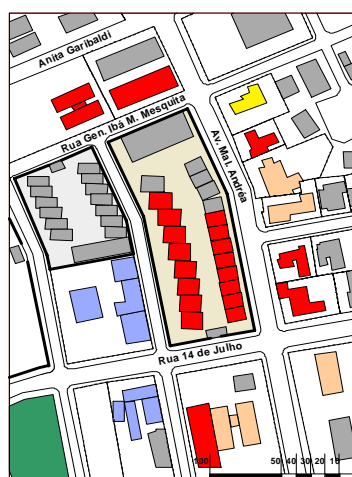 Anita Garibaldi
Rua Gen. Ibá M. Mesquita
Av. Mal. Andréa
Rua 14 de Julho
100 50 40 30 20 10